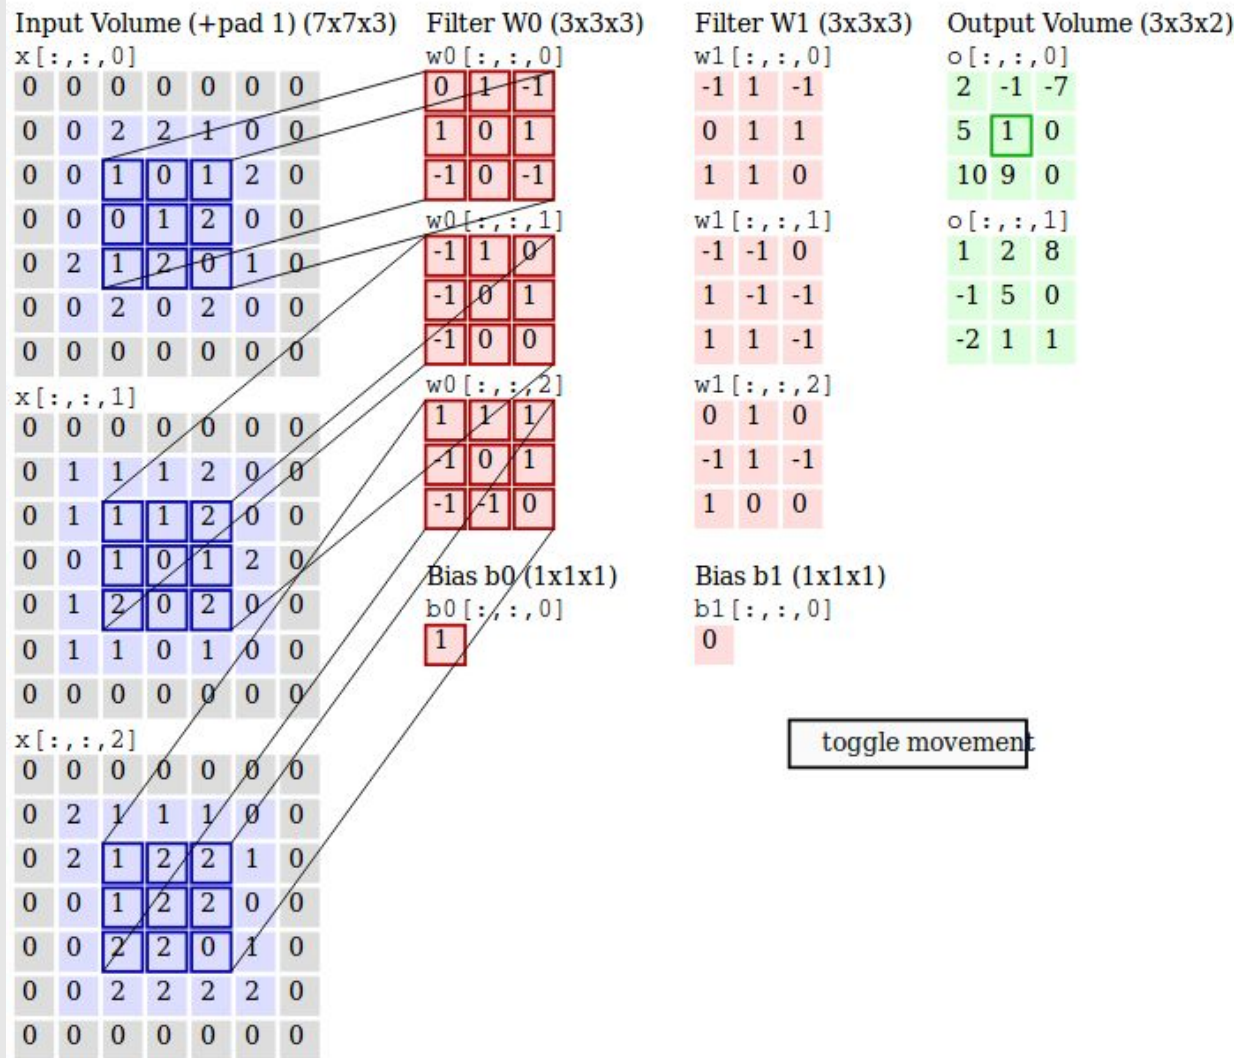 Input Volume (+pad 1) (7x7x3)
x[:,:,0]
0 0 0 0 0 0 0
0 0 2 2 1 0 0
0 0 1 0 1 2 0
0 0 0 1 2 0 0
0 2 1 2 0 1 0
0 0 2 0 2 0 0
0 0 0 0 0 0 0
x[:,:,1]
0 0 0 0 0 0 0
0 1 1 1 2 0 0
0 1 1 1 2 0 0
0 0 1 0 1 2 0
0 1 2 0 2 0 0
0 1 1 0 1 0 0
0 0 0 0 0 0 0
x[:,:,2]
0 0 0 0 0 0 0
0 2 1 1 1 0 0
0 2 1 2 2 1 0
0 0 1 2 2 0 0
0 0 2 2 0 1 0
0 0 2 2 2 2 0
0 0 0 0 0 0 0
Filter W0 (3x3x3)
w0[:,:,0]
0 1 -1
1 0 1
-1 0 -1
w0[:,:,1]
-1 1 0
-1 0 1
-1 0 0
w0[:,:,2]
1 1 1
-1 0 1
-1 -1 0
Bias b0 (1x1x1)
b0[:,:,0]
1
Filter W1 (3x3x3)
w1[:,:,0]
-1 1 -1
0 1 1
1 1 0
w1[:,:,1]
-1 -1 0
1 -1 -1
1 1 -1
w1[:,:,2]
0 1 0
-1 1 -1
1 0 0
Bias b1 (1x1x1)
b1[:,:,0]
0
Output Volume (3x3x2)
o[:,:,0]
2 -1 -7
5 1 0
10 9 0
o[:,:,1]
1 2 8
-1 5 0
-2 1 1
toggle movement